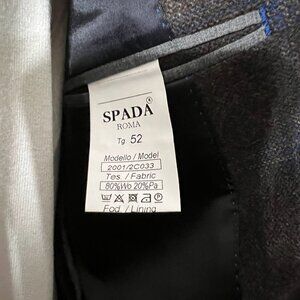 SPADA
ROMA
Tg. 52
Modello / Model
2001/2C033
Tes. / Fabric
80%Wo 20%Pa
Fod. / Lining